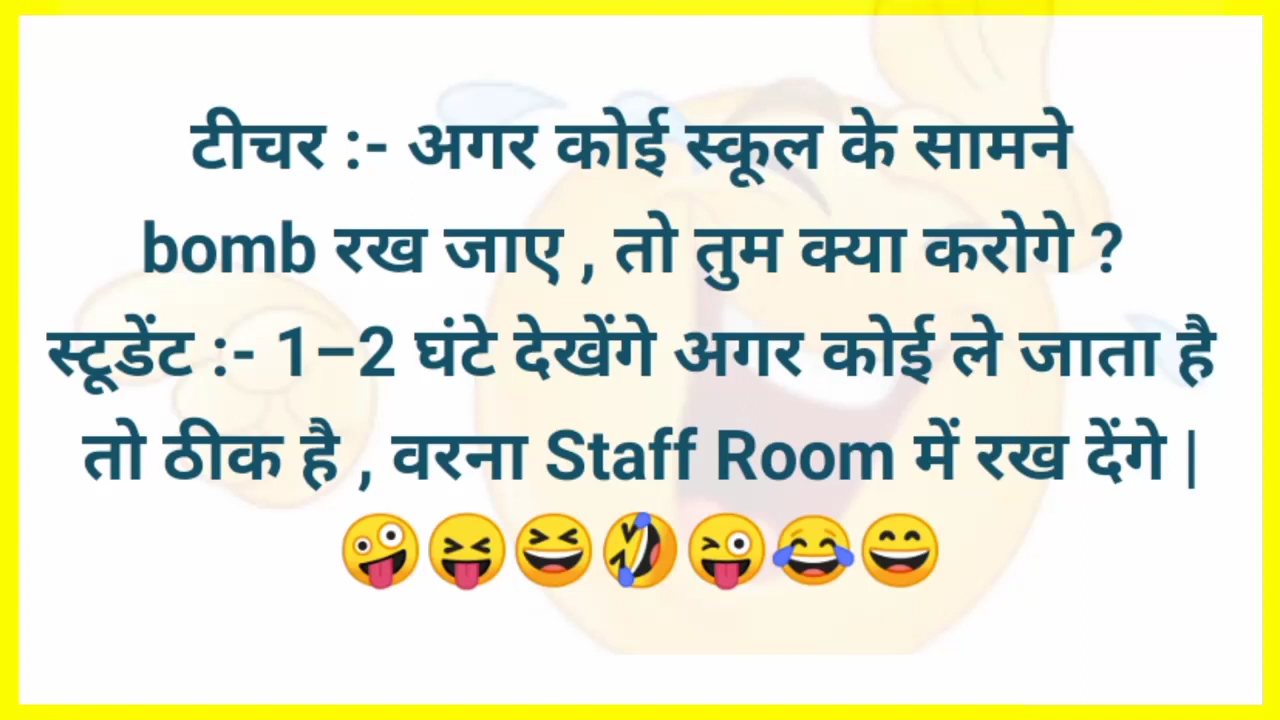 टीचर :- अगर कोई स्कूल के सामने
bomb रख जाए , तो तुम क्या करोगे ?
स्टूडेंट :- 1–2 घंटे देखेंगे अगर कोई ले जाता है
तो ठीक है , वरना Staff Room में रख देंगे |
🤪😝😆🤣😜😂😄